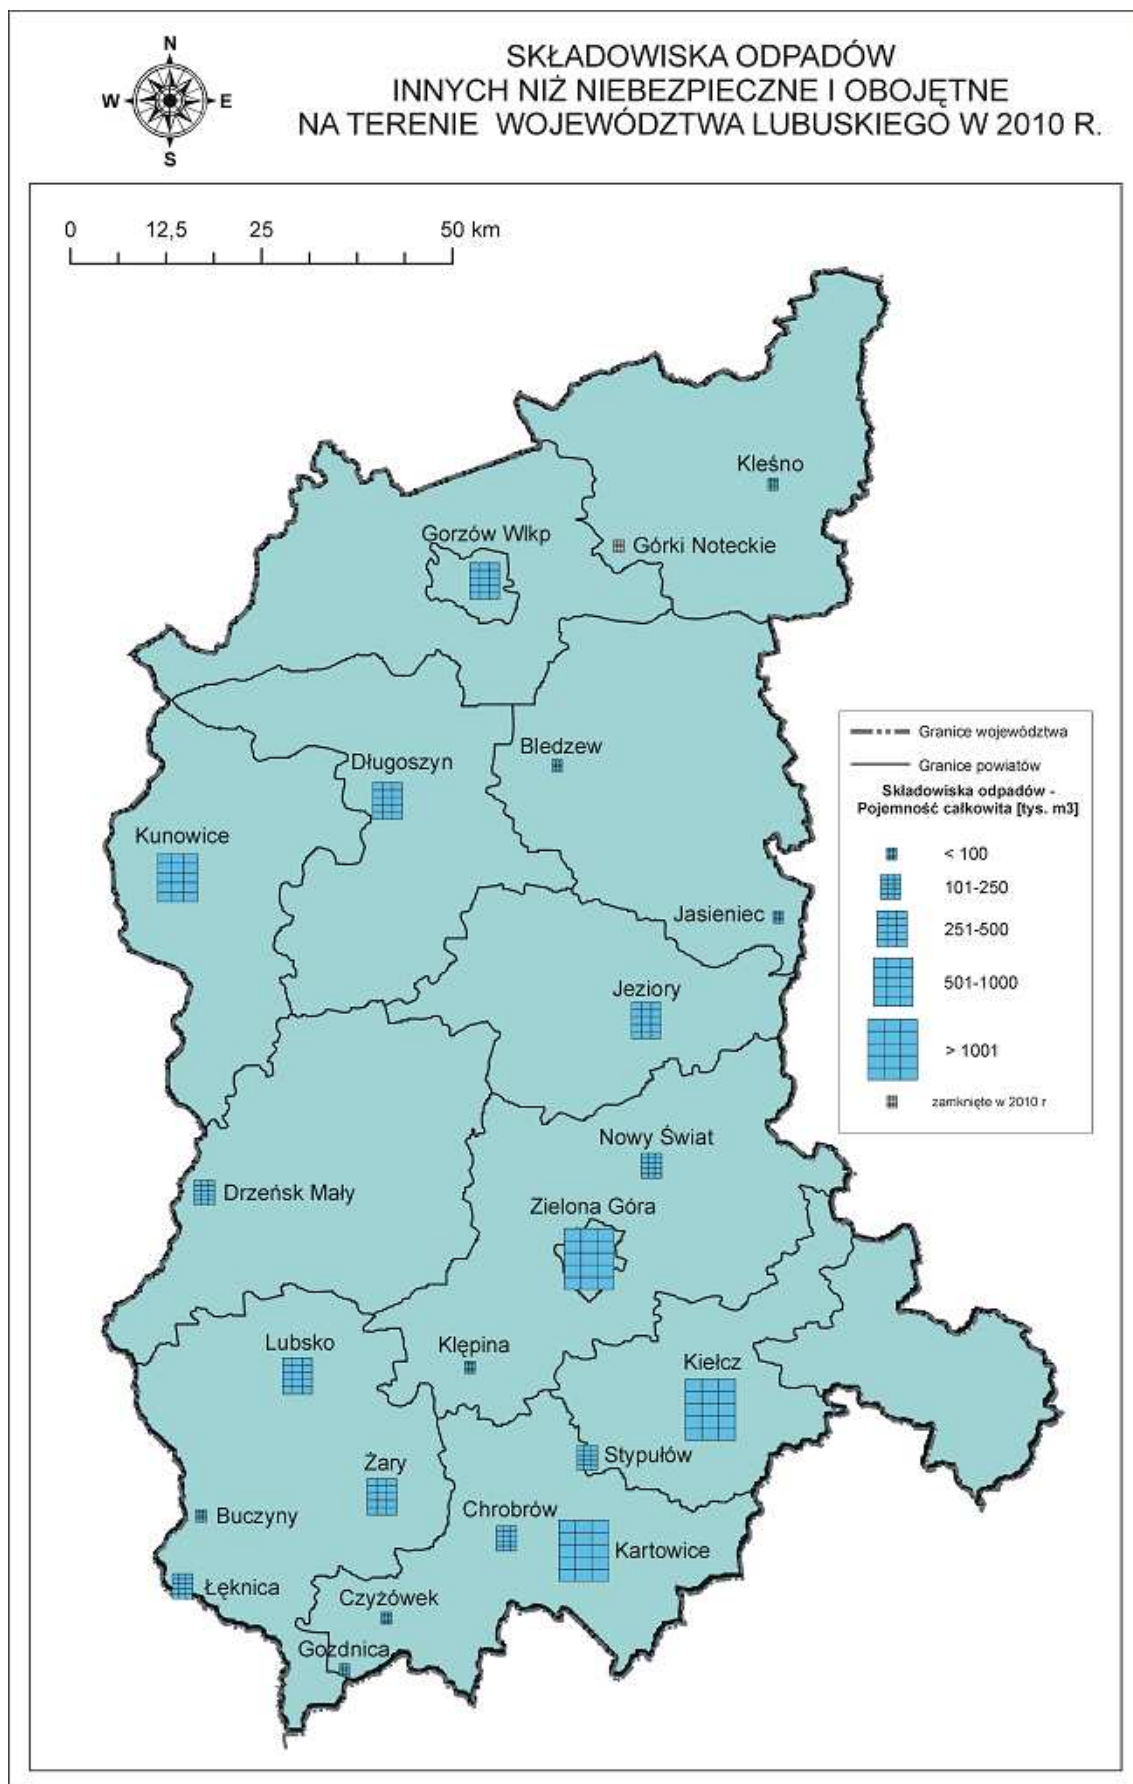 N
W E
S
SKŁADOWISKA ODPADÓW
INNYCH NIŻ NIEBEZPIECZNE I OBOJĘTNE
NA TERENIE WOJEWÓDZTWA LUBUSKIEGO W 2010 R.
0 12,5 25 50 km
Kleśno
Gorzów Wlkp
Górki Noteckie
Bledzew
Długoszyn
Kunowice
Jasieniec
Jeziory
Nowy Świat
Drzeńsk Mały
Zielona Góra
Lubsko
Klępina
Kiełcz
Żary
Stypułów
Buczyny
Chrobrów
Kartowice
Łęknica
Czyżówek
Gozdnica
Granice województwa
Granice powiatów
Składowiska odpadów -
Pojemność całkowita [tys. m3]
< 100
101-250
251-500
501-1000
> 1001
zamknięte w 2010 r